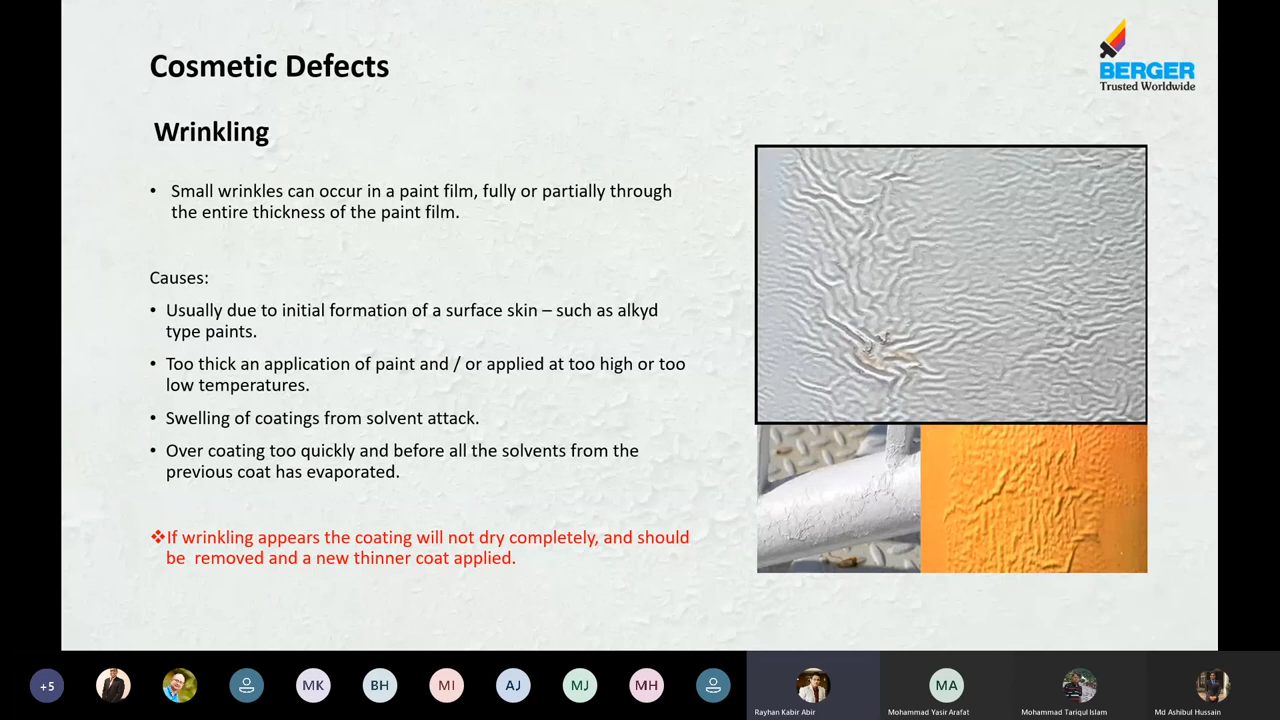 Cosmetic Defects
BERGER
Trusted Worldwide
Wrinkling
• Small wrinkles can occur in a paint film, fully or partially through
the entire thickness of the paint film.
Causes:
• Usually due to initial formation of a surface skin – such as alkyd
type paints.
• Too thick an application of paint and / or applied at too high or too
low temperatures.
• Swelling of coatings from solvent attack.
• Over coating too quickly and before all the solvents from the
previous coat has evaporated.
❖If wrinkling appears the coating will not dry completely, and should
be removed and a new thinner coat applied.
+5
MK
BH
MI
AJ
MJ
MH
MA
Rayhan Kabir Abir
Mohammad Yasir Arafat
Mohammad Tariqul Islam
Md Ashibul Hussain